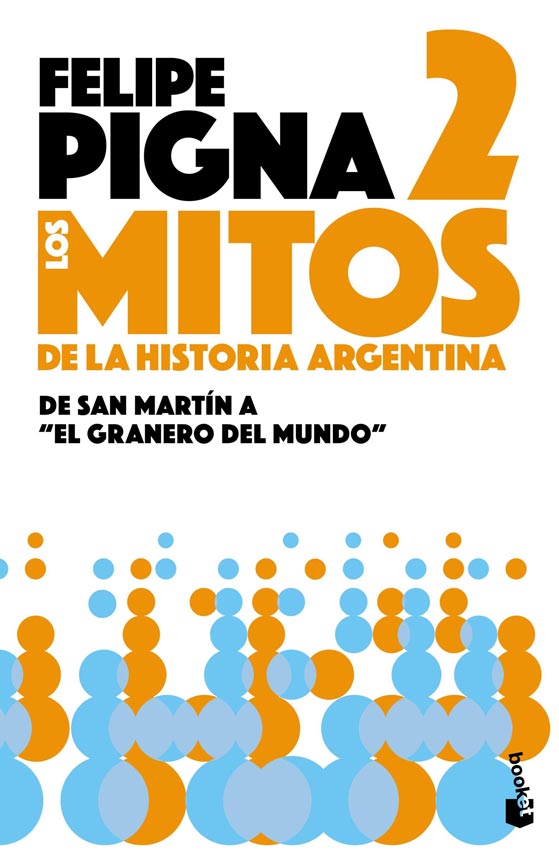 FELIPE
PIGNA 2
LOS
MITOS
DE LA HISTORIA ARGENTINA
DE SAN MARTÍN A
"EL GRANERO DEL MUNDO"
booket